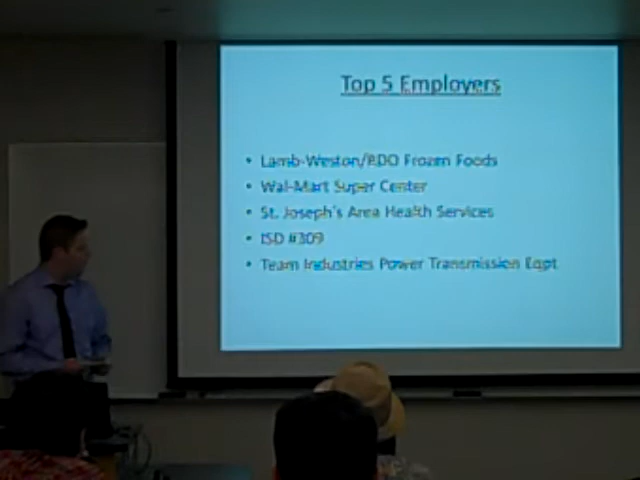 Top 5 Employers
• Lamb-Weston/RDO Frozen Foods
• Wal-Mart Super Center
• St. Joseph's Area Health Services
• ISD #309
• Team Industries Power Transmission Eqpt